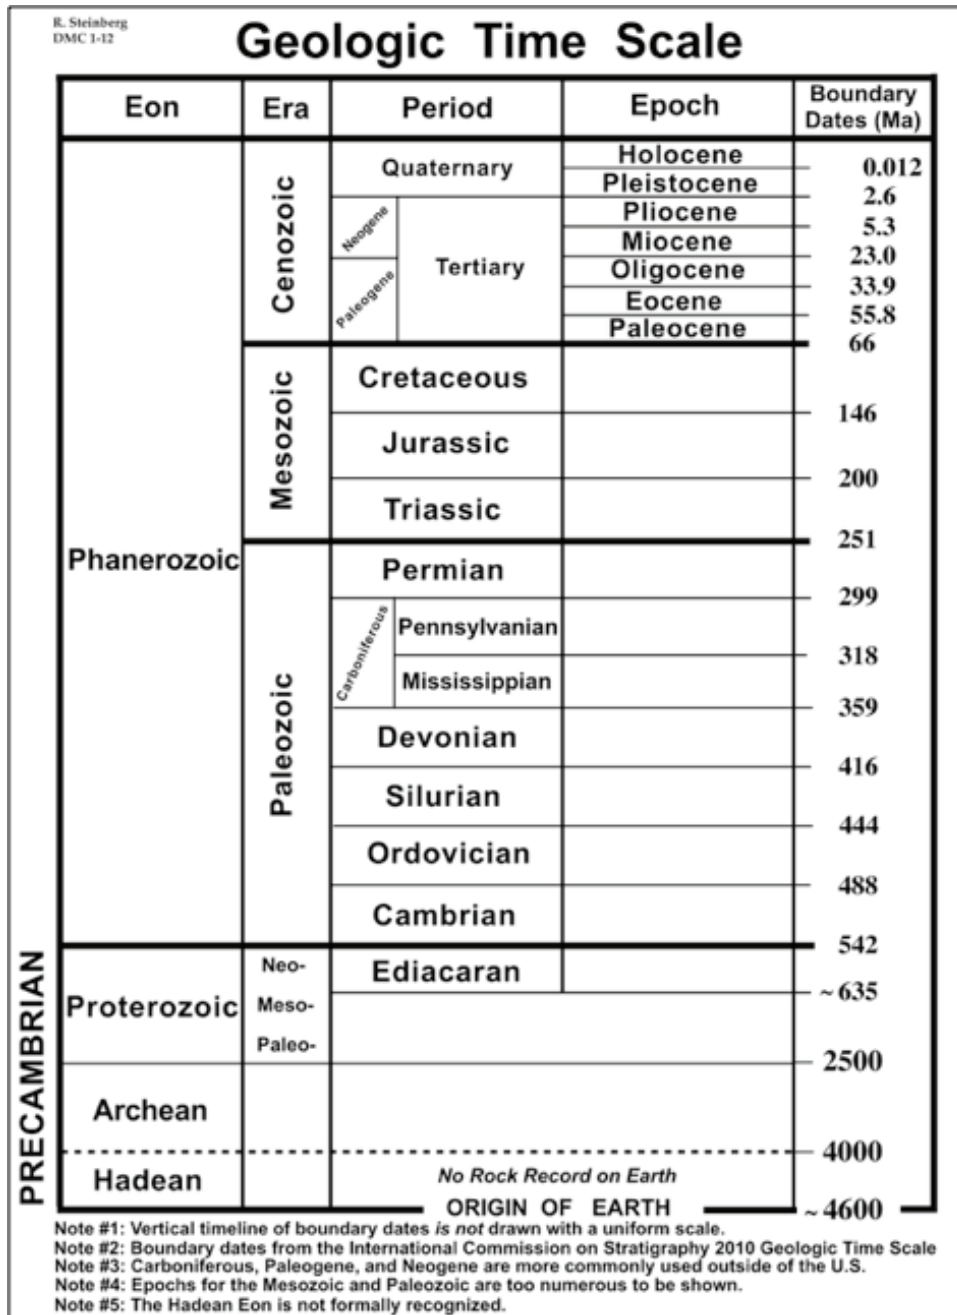 R. Steinberg
DMC 1-12
Geologic Time Scale
Eon Era Period Epoch Boundary Dates (Ma)
Phanerozoic
Cenozoic
Quaternary
Holocene
0.012
Pleistocene
2.6
Neogene
Paleogene
Tertiary
Pliocene
5.3
Miocene
23.0
Oligocene
33.9
Eocene
55.8
Paleocene
66
Mesozoic
Cretaceous
146
Jurassic
200
Triassic
251
Paleozoic
Permian
299
Carboniferous
Pennsylvanian
318
Mississippian
359
Devonian
416
Silurian
444
Ordovician
488
Cambrian
542
PRECAMBRIAN
Proterozoic
Neo-
Meso-
Paleo-
Ediacaran
~635
2500
Archean
4000
Hadean
No Rock Record on Earth
ORIGIN OF EARTH
~4600
Note #1: Vertical timeline of boundary dates is not drawn with a uniform scale.
Note #2: Boundary dates from the International Commission on Stratigraphy 2010 Geologic Time Scale
Note #3: Carboniferous, Paleogene, and Neogene are more commonly used outside of the U.S.
Note #4: Epochs for the Mesozoic and Paleozoic are too numerous to be shown.
Note #5: The Hadean Eon is not formally recognized.